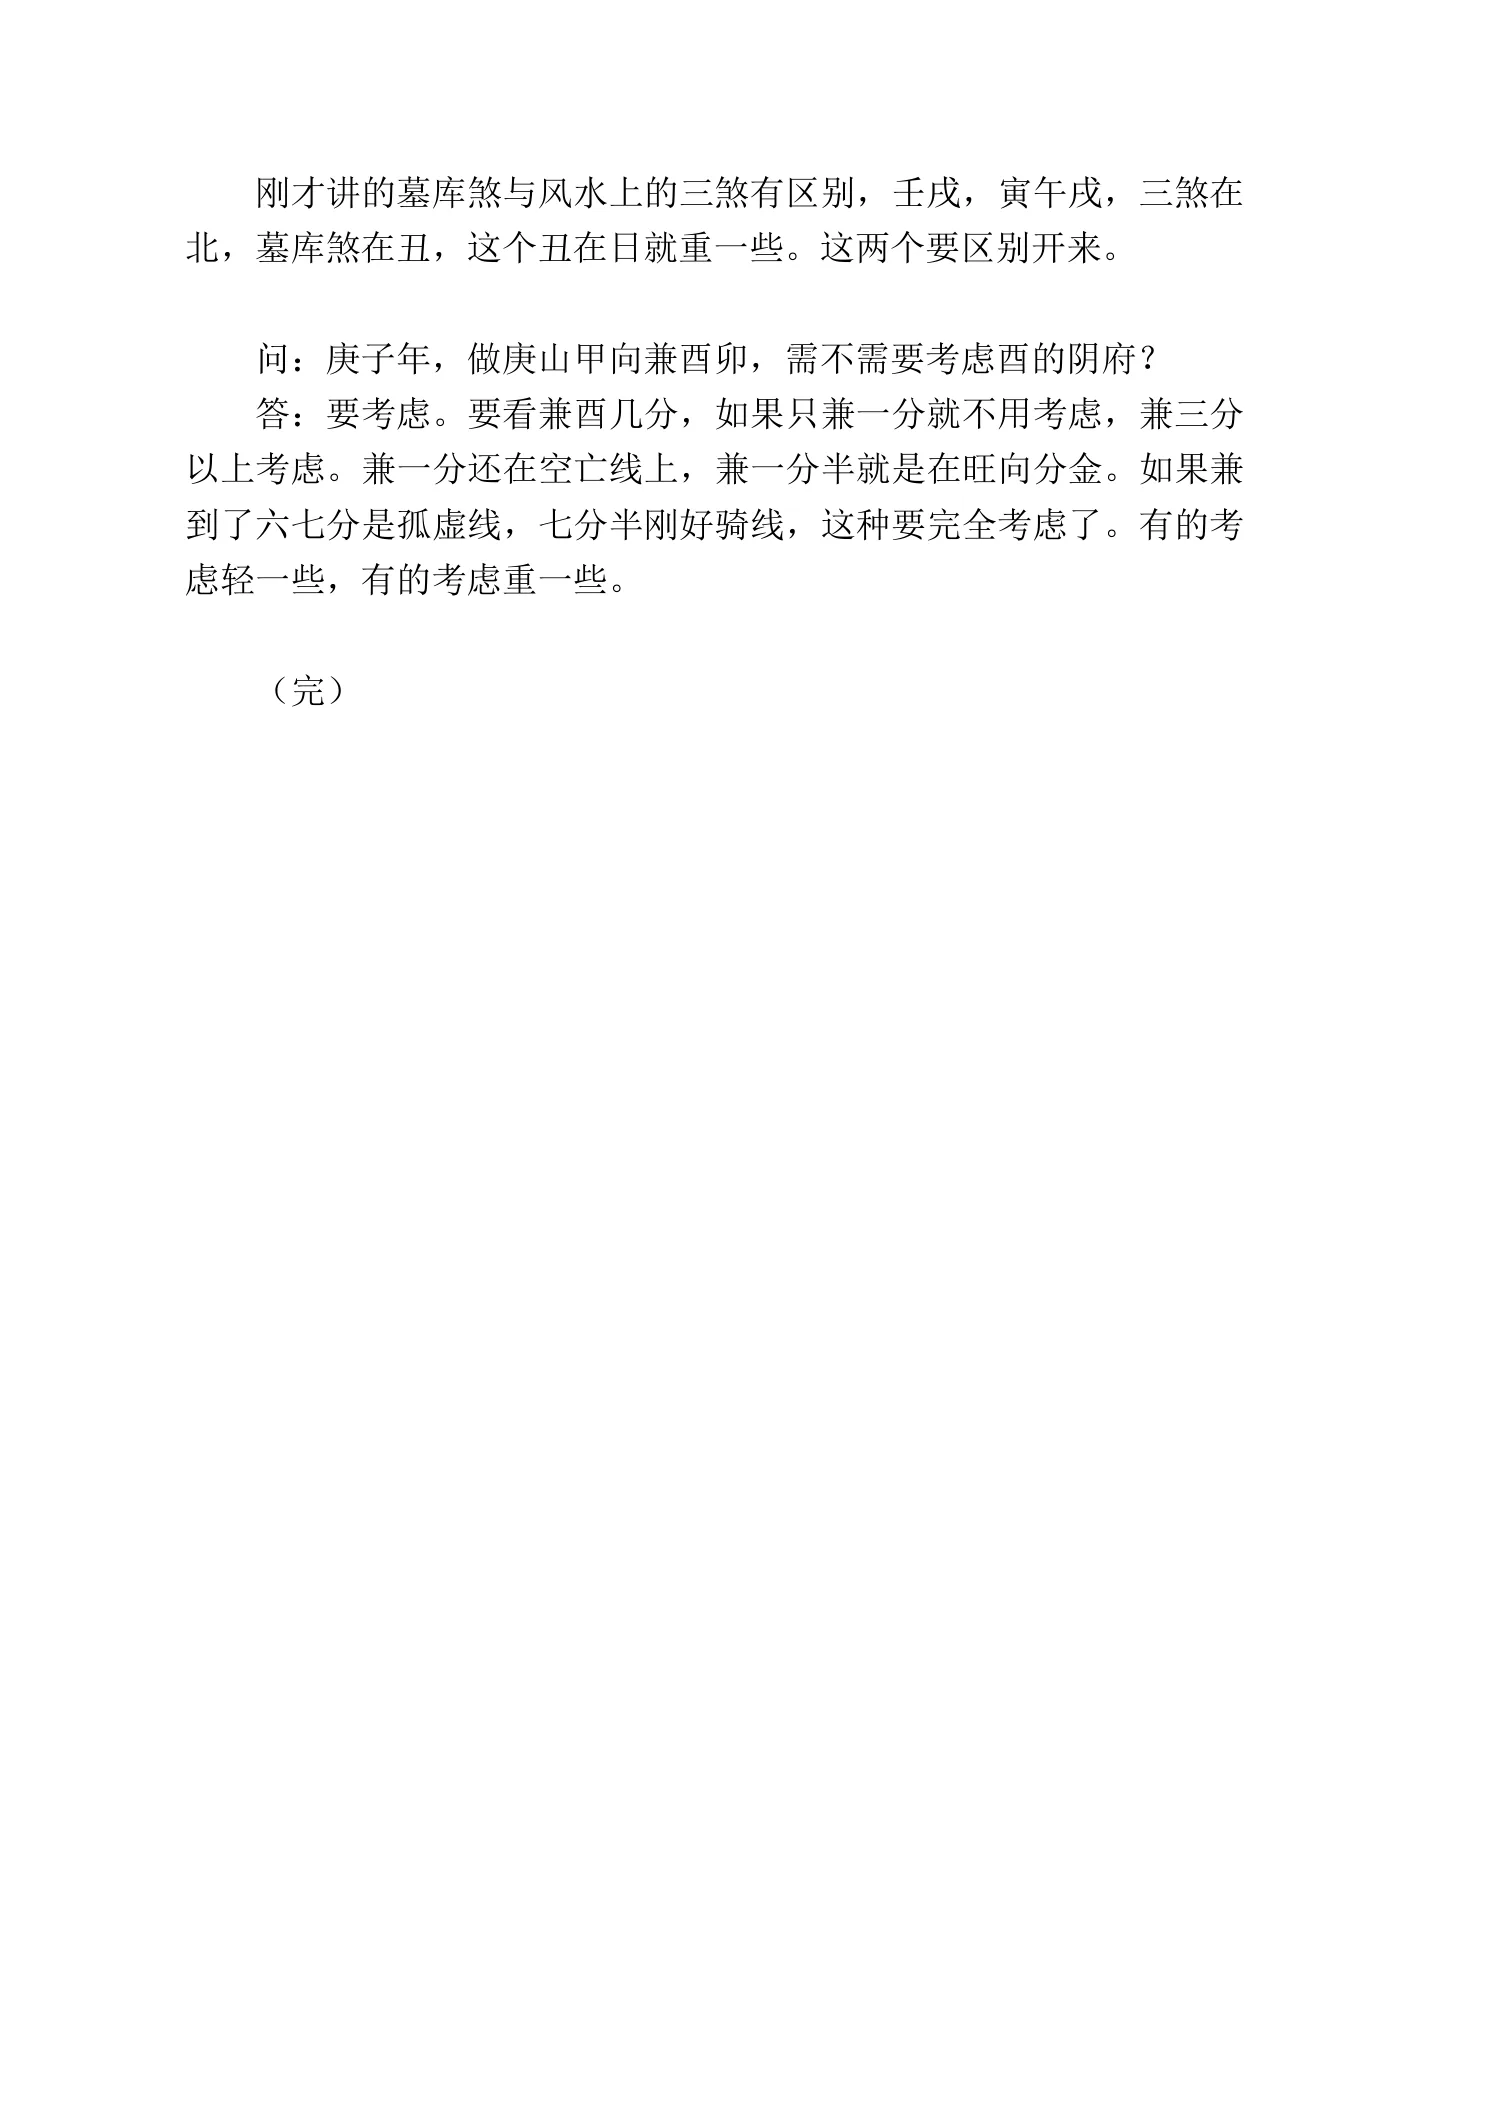 刚才讲的墓库煞与风水上的三煞有区别，壬戌，寅午戌，三煞在
北，墓库煞在丑，这个丑在日就重一些。这两个要区别开来。
问：庚子年，做庚山甲向兼酉卯，需不需要考虑酉的阴府？
答：要考虑。要看兼酉几分，如果只兼一分就不用考虑，兼三分
以上考虑。兼一分还在空亡线上，兼一分半就是在旺向分金。如果兼
到了六七分是孤虚线，七分半刚好骑线，这种要完全考虑了。有的考
虑轻一些，有的考虑重一些。
（完）